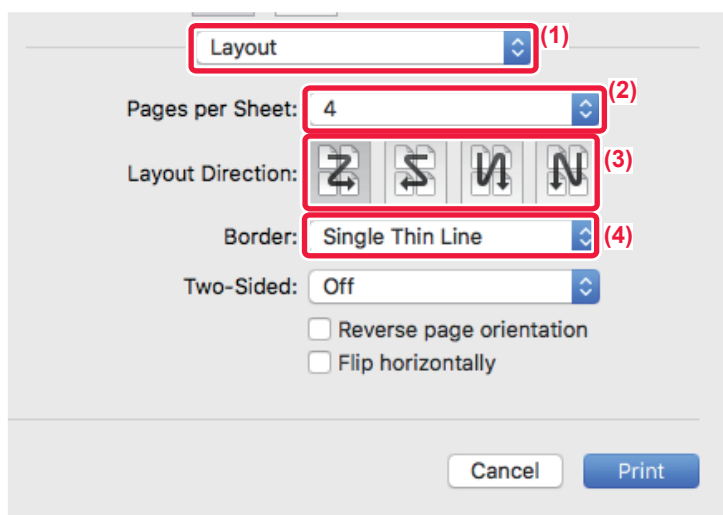 Layout (1)
Pages per Sheet: 4 (2)
Layout Direction: (3)
Border: Single Thin Line (4)
Two-Sided: Off
Reverse page orientation
Flip horizontally
Cancel Print